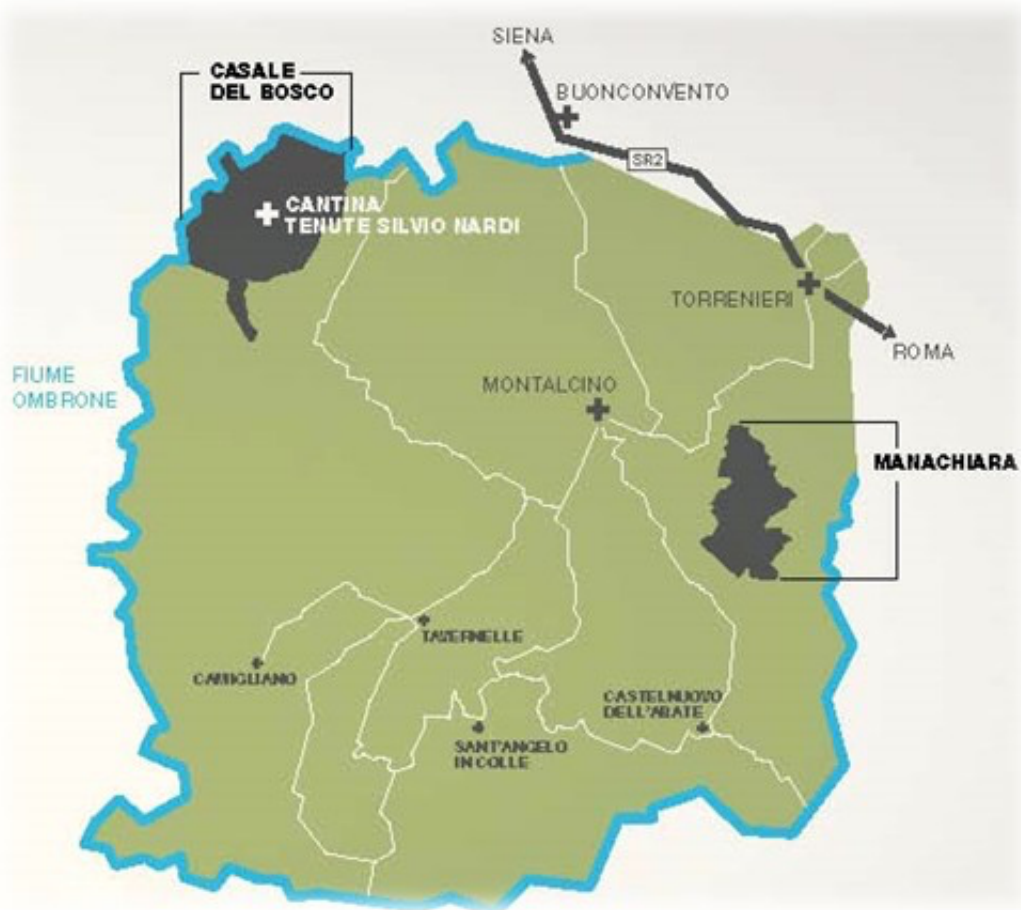 SIENA
CASALE
DEL BOSCO
BUONCONVENTO
SR2
CANTINA
TENUTE SILVIO NARDI
TORRENIERI
ROMA
FIUME
OMBRONE
MONTALCINO
MANACHIARA
TAVERNELLE
CAMIGLIANO
CASTELNUOVO
DELL'ABATE
SANT'ANGELO
IN COLLE